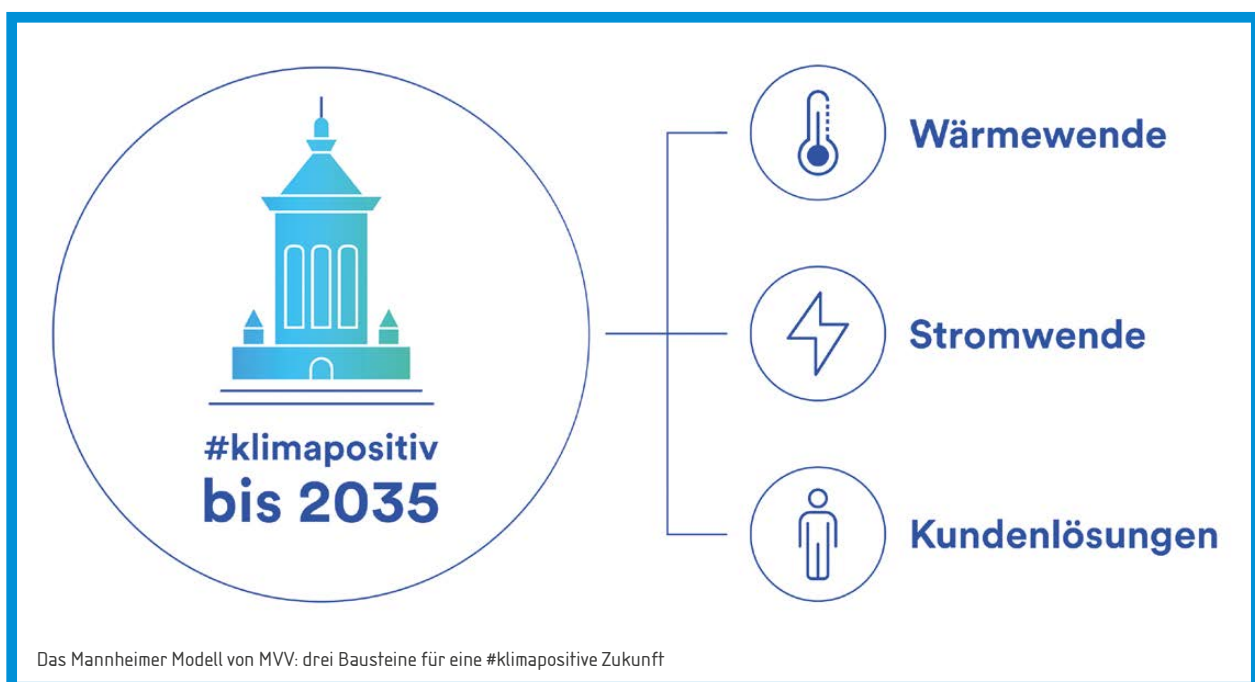 #klimapositiv
bis 2035
Wärmewende
Stromwende
Kundenlösungen
Das Mannheimer Modell von MVV: drei Bausteine für eine #klimapositive Zukunft